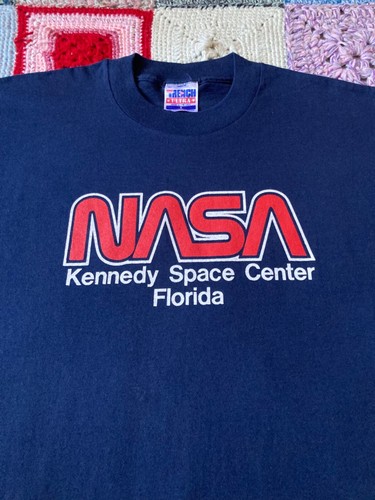 NASA
Kennedy Space Center
Florida